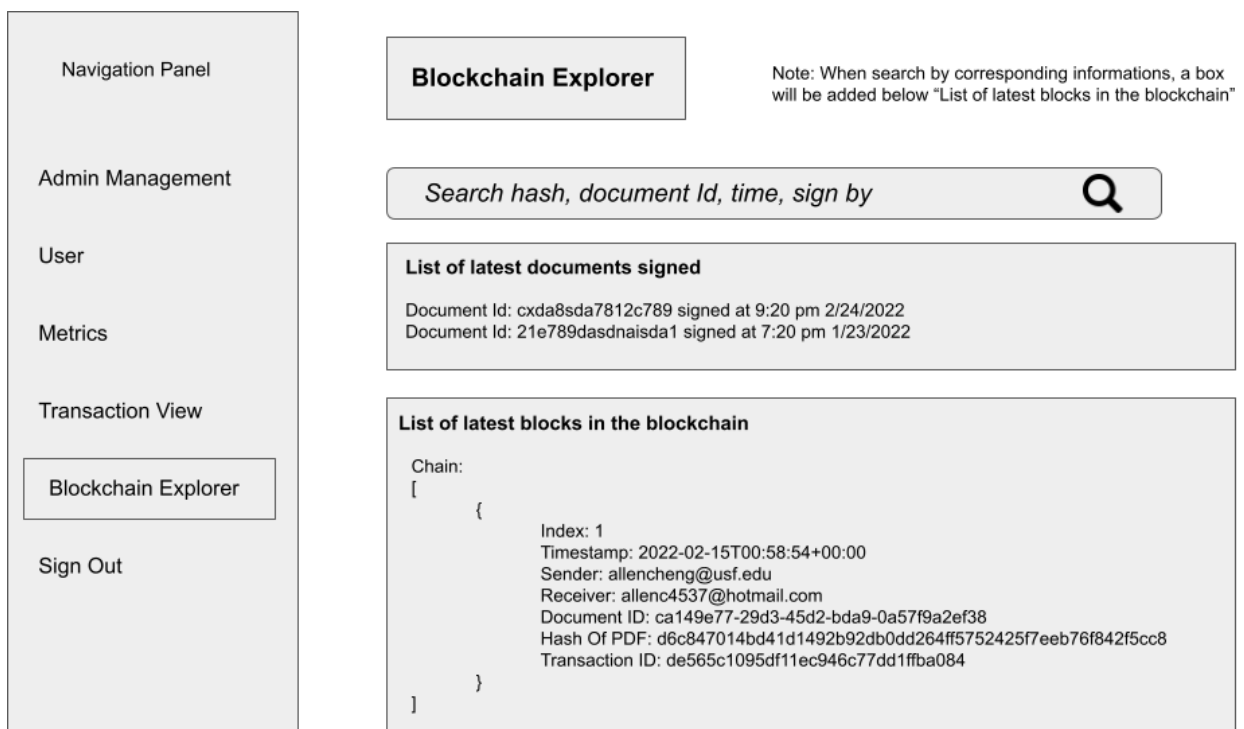 Navigation Panel
Admin Management
User
Metrics
Transaction View
Blockchain Explorer
Sign Out
Blockchain Explorer
Note: When search by corresponding informations, a box
will be added below “List of latest blocks in the blockchain”
Search hash, document Id, time, sign by
List of latest documents signed
Document Id: cxda8sda7812c789 signed at 9:20 pm 2/24/2022
Document Id: 21e789dasdnaisda1 signed at 7:20 pm 1/23/2022
List of latest blocks in the blockchain
Chain:
[
{
Index: 1
Timestamp: 2022-02-15T00:58:54+00:00
Sender: allencheng@usf.edu
Receiver: allenc4537@hotmail.com
Document ID: ca149e77-29d3-45d2-bda9-0a57f9a2ef38
Hash Of PDF: d6c847014bd41d1492b92db0dd264ff5752425f7eeb76f842f5cc8
Transaction ID: de565c1095df11ec946c77dd1ffba084
}
]